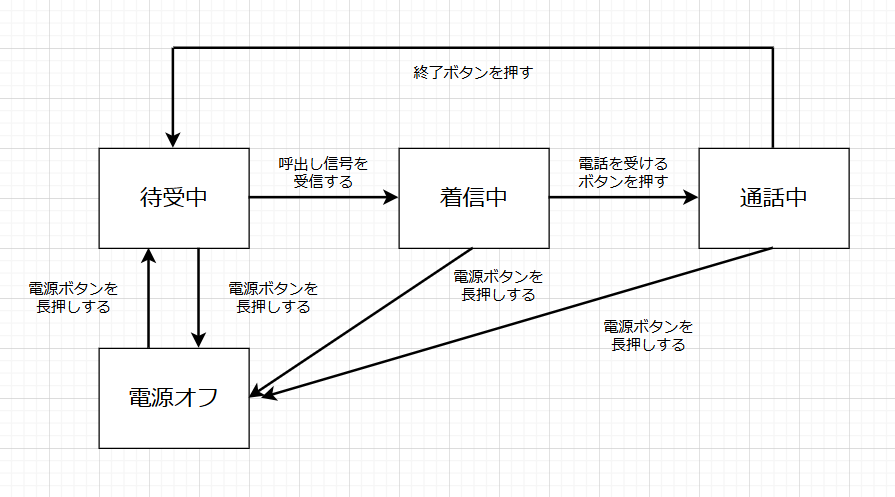 終了ボタンを押す
呼出し信号を
受信する
電話を受ける
ボタンを押す
待受中
着信中
通話中
電源ボタンを
長押しする
電源ボタンを
長押しする
電源ボタンを
長押しする
電源ボタンを
長押しする
電源オフ